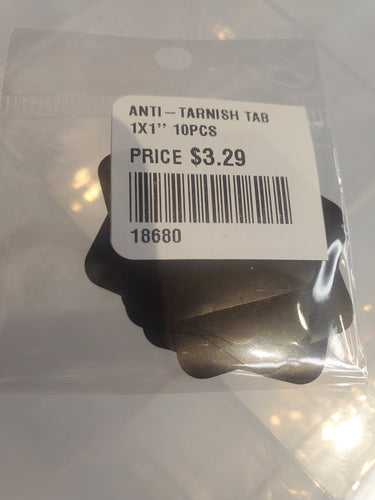 ANTI-TARNISH TAB
1X1'' 10PCS
PRICE $3.29
18680